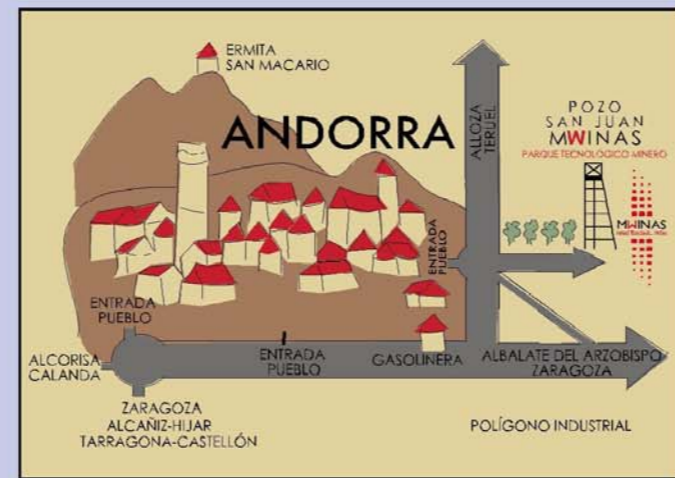 ERMITA
SAN MACARIO
ANDORRA
ALLOZA
TERUEL
POZO
SAN JUAN
MWINAS
PARQUE TECNOLÓGICO MINERO
MWINAS
ENTRADA
PUEBLO
ENTRADA
PUEBLO
ALCORISA
CALANDA
ENTRADA
PUEBLO
GASOLINERA
ALBALATE DEL ARZOBISPO
ZARAGOZA
ZARAGOZA
ALCAÑIZ-HIJAR
TARRAGONA-CASTELLÓN
POLÍGONO INDUSTRIAL